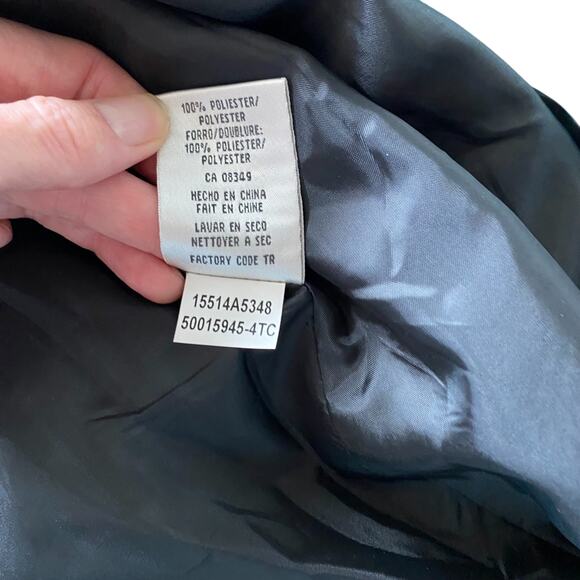 100% POLIESTER/
POLYESTER
FORRO/DOUBLURE:
100% POLIESTER/
POLYESTER
CA 08349
HECHO EN CHINA
FAIT EN CHINE
LAVAR EN SECO
NETTOYER A SEC
FACTORY CODE TR
15514A5348
50015945-4TC